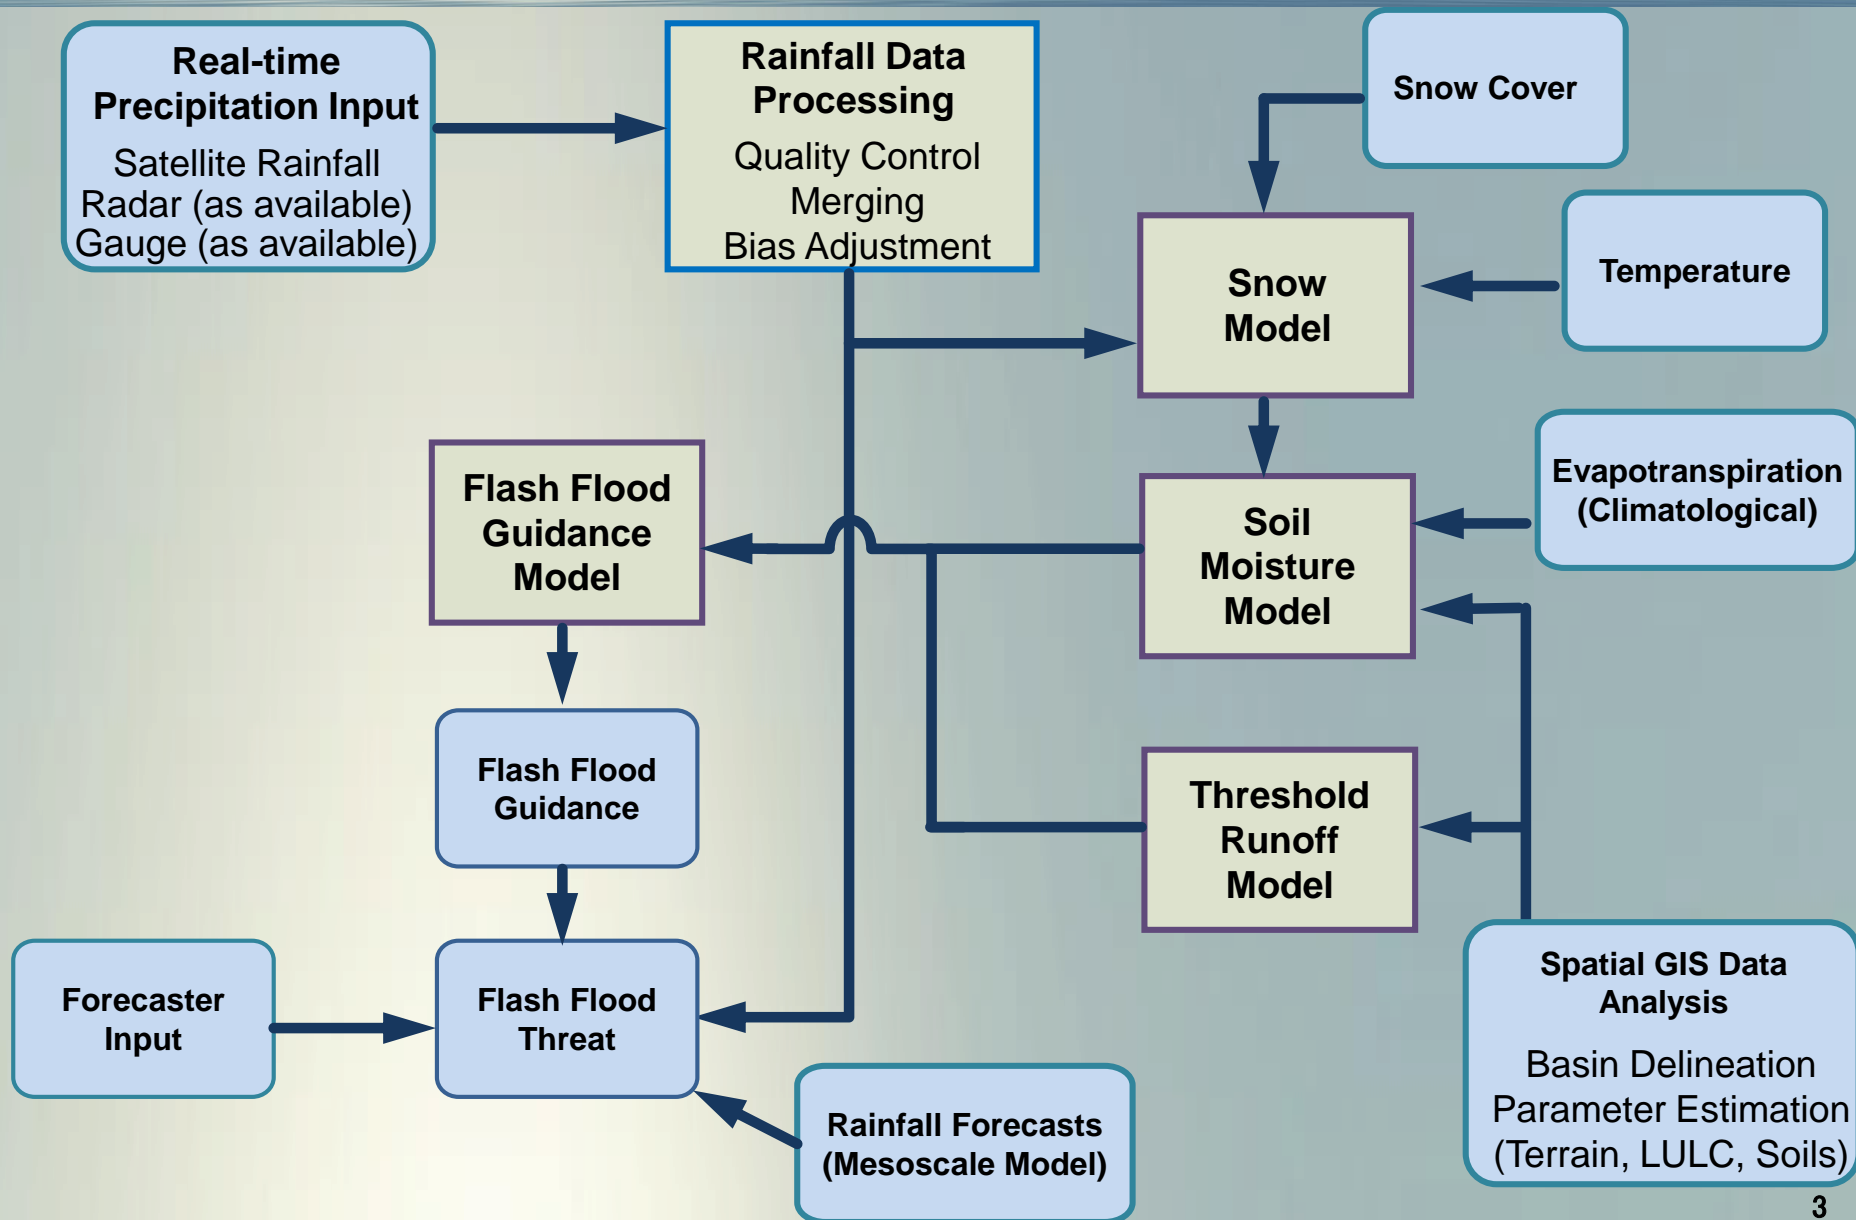 Real-time
Precipitation Input
Satellite Rainfall
Radar (as available)
Gauge (as available)
Rainfall Data
Processing
Quality Control
Merging
Bias Adjustment
Snow Cover
Snow
Model
Temperature
Evapotranspiration
(Climatological)
Flash Flood
Guidance
Model
Soil
Moisture
Model
Flash Flood
Guidance
Threshold
Runoff
Model
Forecaster
Input
Flash Flood
Threat
Rainfall Forecasts
(Mesoscale Model)
Spatial GIS Data
Analysis
Basin Delineation
Parameter Estimation
(Terrain, LULC, Soils)
3